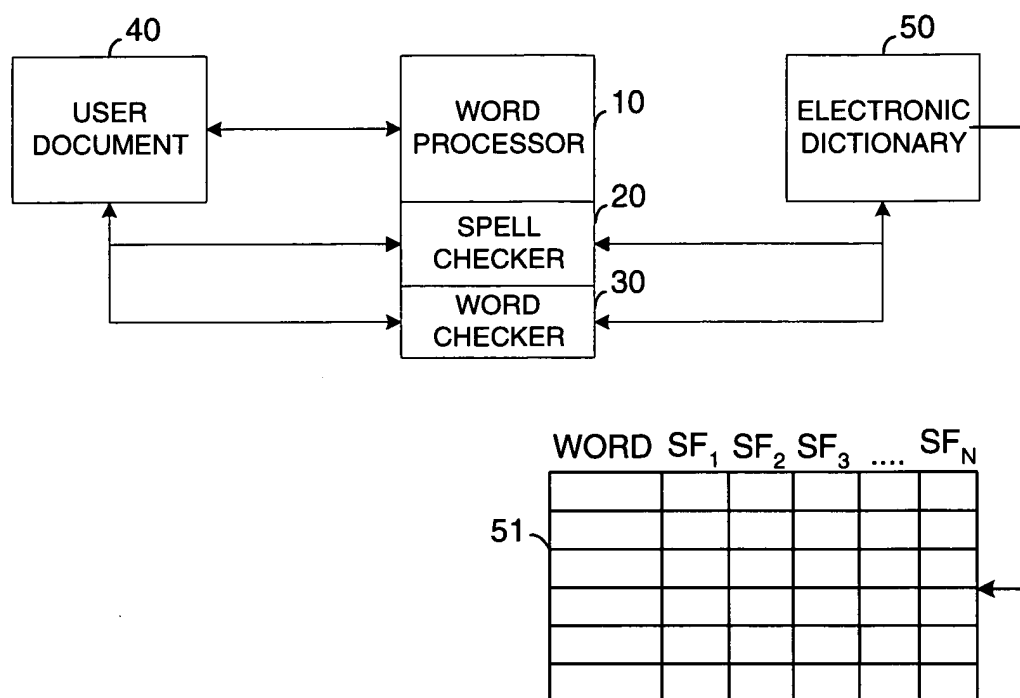 40
50
USER
DOCUMENT
WORD
PROCESSOR
10
ELECTRONIC
DICTIONARY
20
SPELL
CHECKER
30
WORD
CHECKER
WORD SF1 SF2 SF3 .... SFN
51